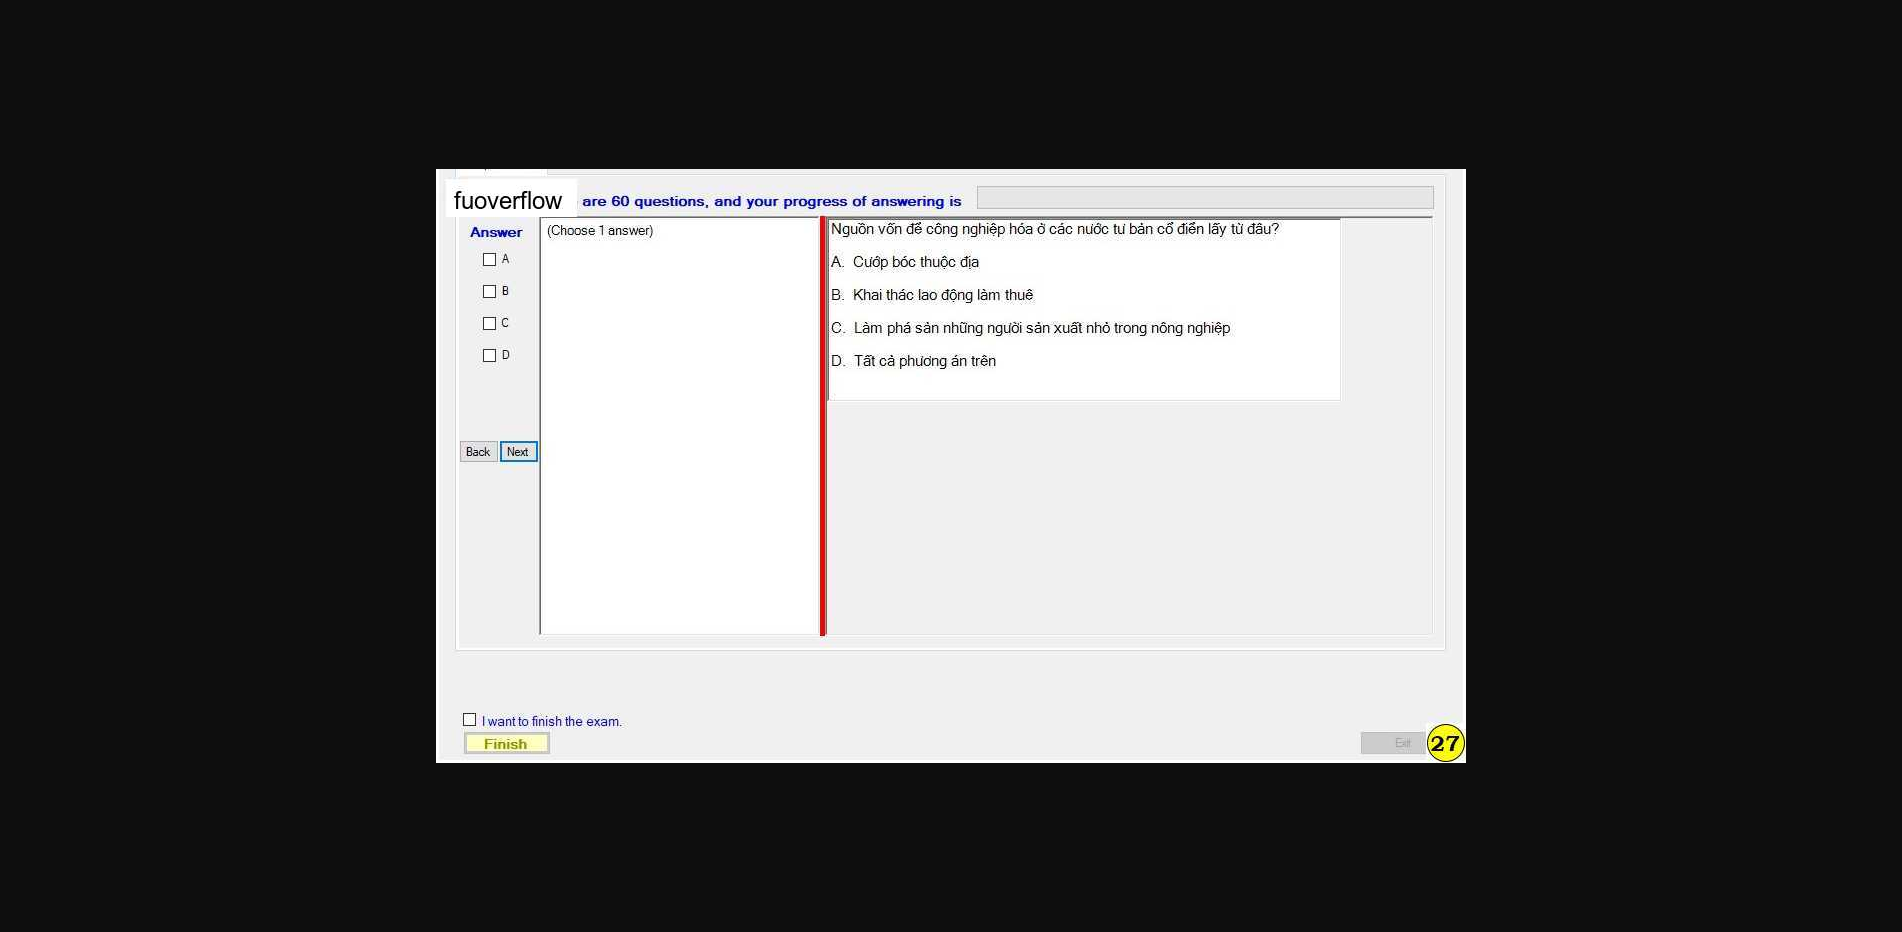 fuoverflow are 60 questions, and your progress of answering is
Answer
(Choose 1 answer)
A
B
C
D
Back Next
Nguồn vốn để công nghiệp hóa ở các nước tư bản cổ điển lấy từ đâu?
A. Cướp bóc thuộc địa
B. Khai thác lao động làm thuê
C. Làm phá sản những người sản xuất nhỏ trong nông nghiệp
D. Tất cả phương án trên
I want to finish the exam.
Finish
Exit
27